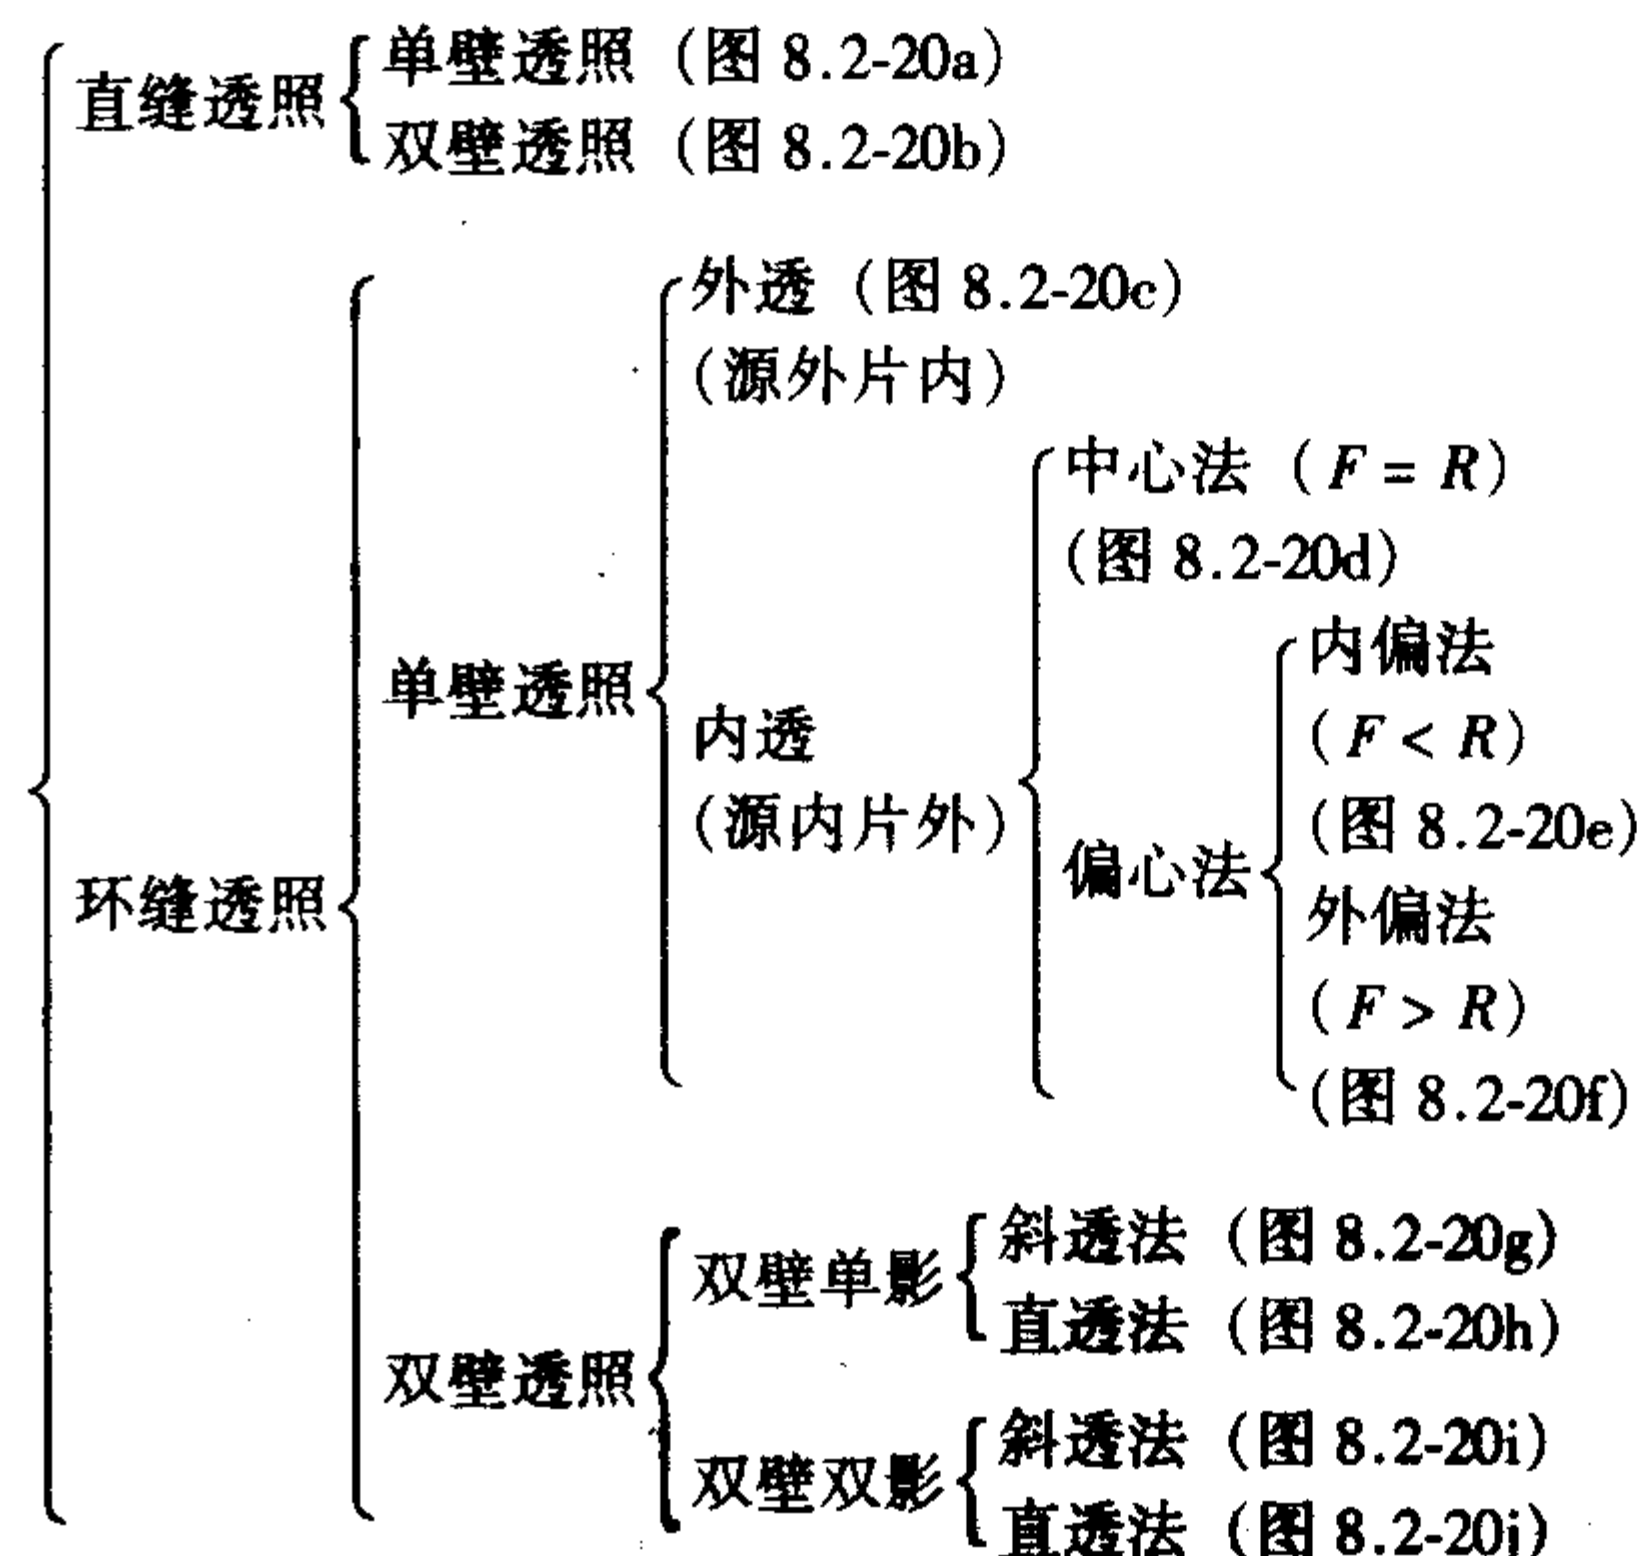 直缝透照
单壁透照（图 8.2-20a）
双壁透照（图 8.2-20b）
环缝透照
单壁透照
外透（图 8.2-20c）
（源外片内）
内透
（源内片外）
中心法（F = R）
（图 8.2-20d）
偏心法
内偏法
（F < R）
（图 8.2-20e）
外偏法
（F > R）
（图 8.2-20f）
双壁透照
双壁单影
斜透法（图 8.2-20g）
直透法（图 8.2-20h）
双壁双影
斜透法（图 8.2-20i）
直透法（图 8.2-20j）